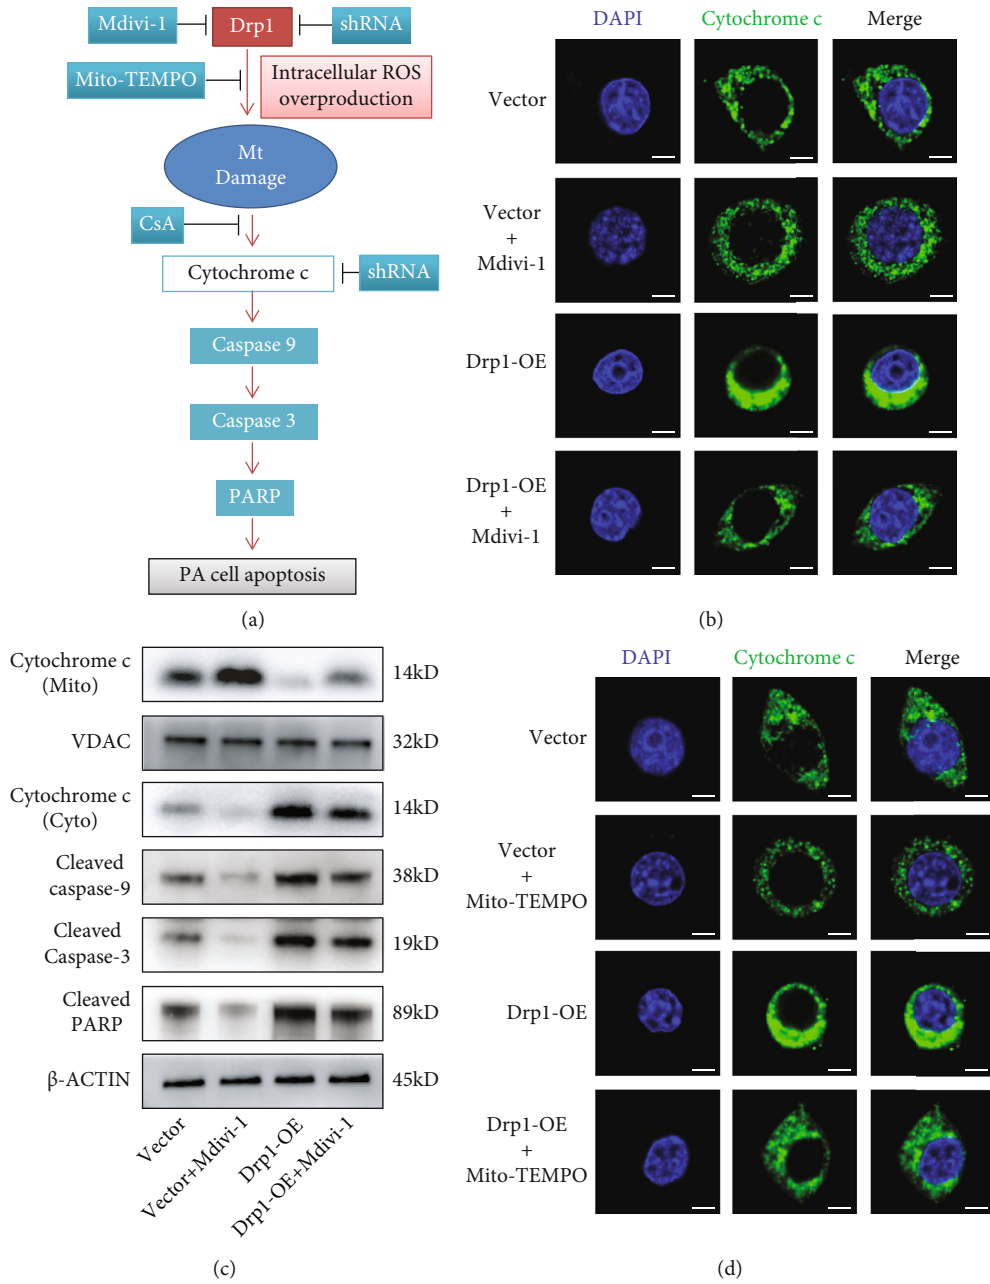 Mdivi-1
Drp1
shRNA
Mito-TEMPO
Intracellular ROS
overproduction
Mt
Damage
CsA
Cytochrome c
shRNA
Caspase 9
Caspase 3
PARP
PA cell apoptosis
(a)
DAPI
Cytochrome c
Merge
Vector
Vector
+
Mdivi-1
Drp1-OE
Drp1-OE
+
Mdivi-1
(b)
Cytochrome c
(Mito)
14kD
VDAC
32kD
Cytochrome c
(Cyto)
14kD
Cleaved
caspase-9
38kD
Cleaved
Caspase-3
19kD
Cleaved
PARP
89kD
β-ACTIN
45kD
Vector
Vector+Mdivi-1
Drp1-OE
Drp1-OE+Mdivi-1
(c)
DAPI
Cytochrome c
Merge
Vector
Vector
+
Mito-TEMPO
Drp1-OE
Drp1-OE
+
Mito-TEMPO
(d)